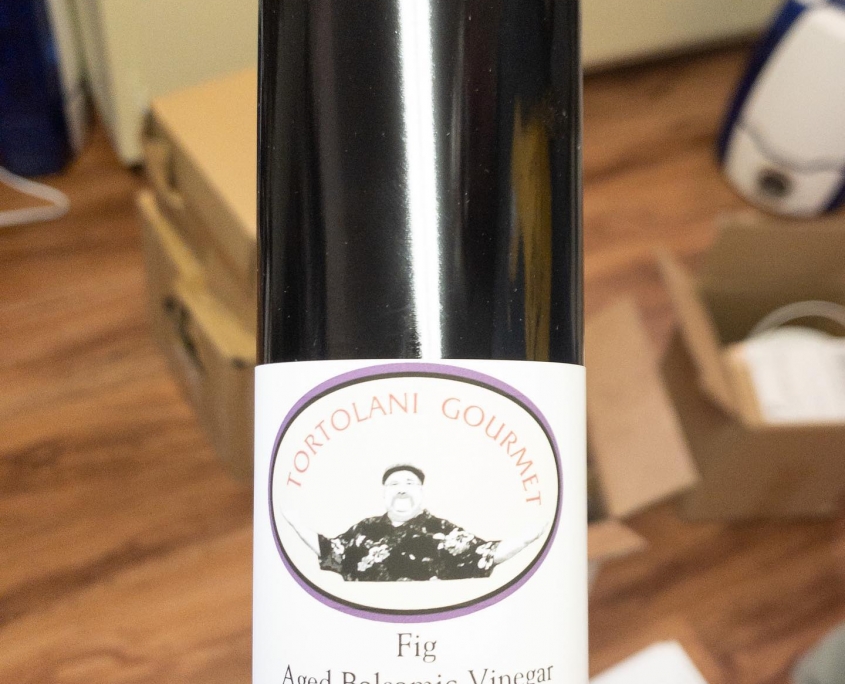 TORTOLANI GOURMET
Fig
Aged Balsamic Vinegar